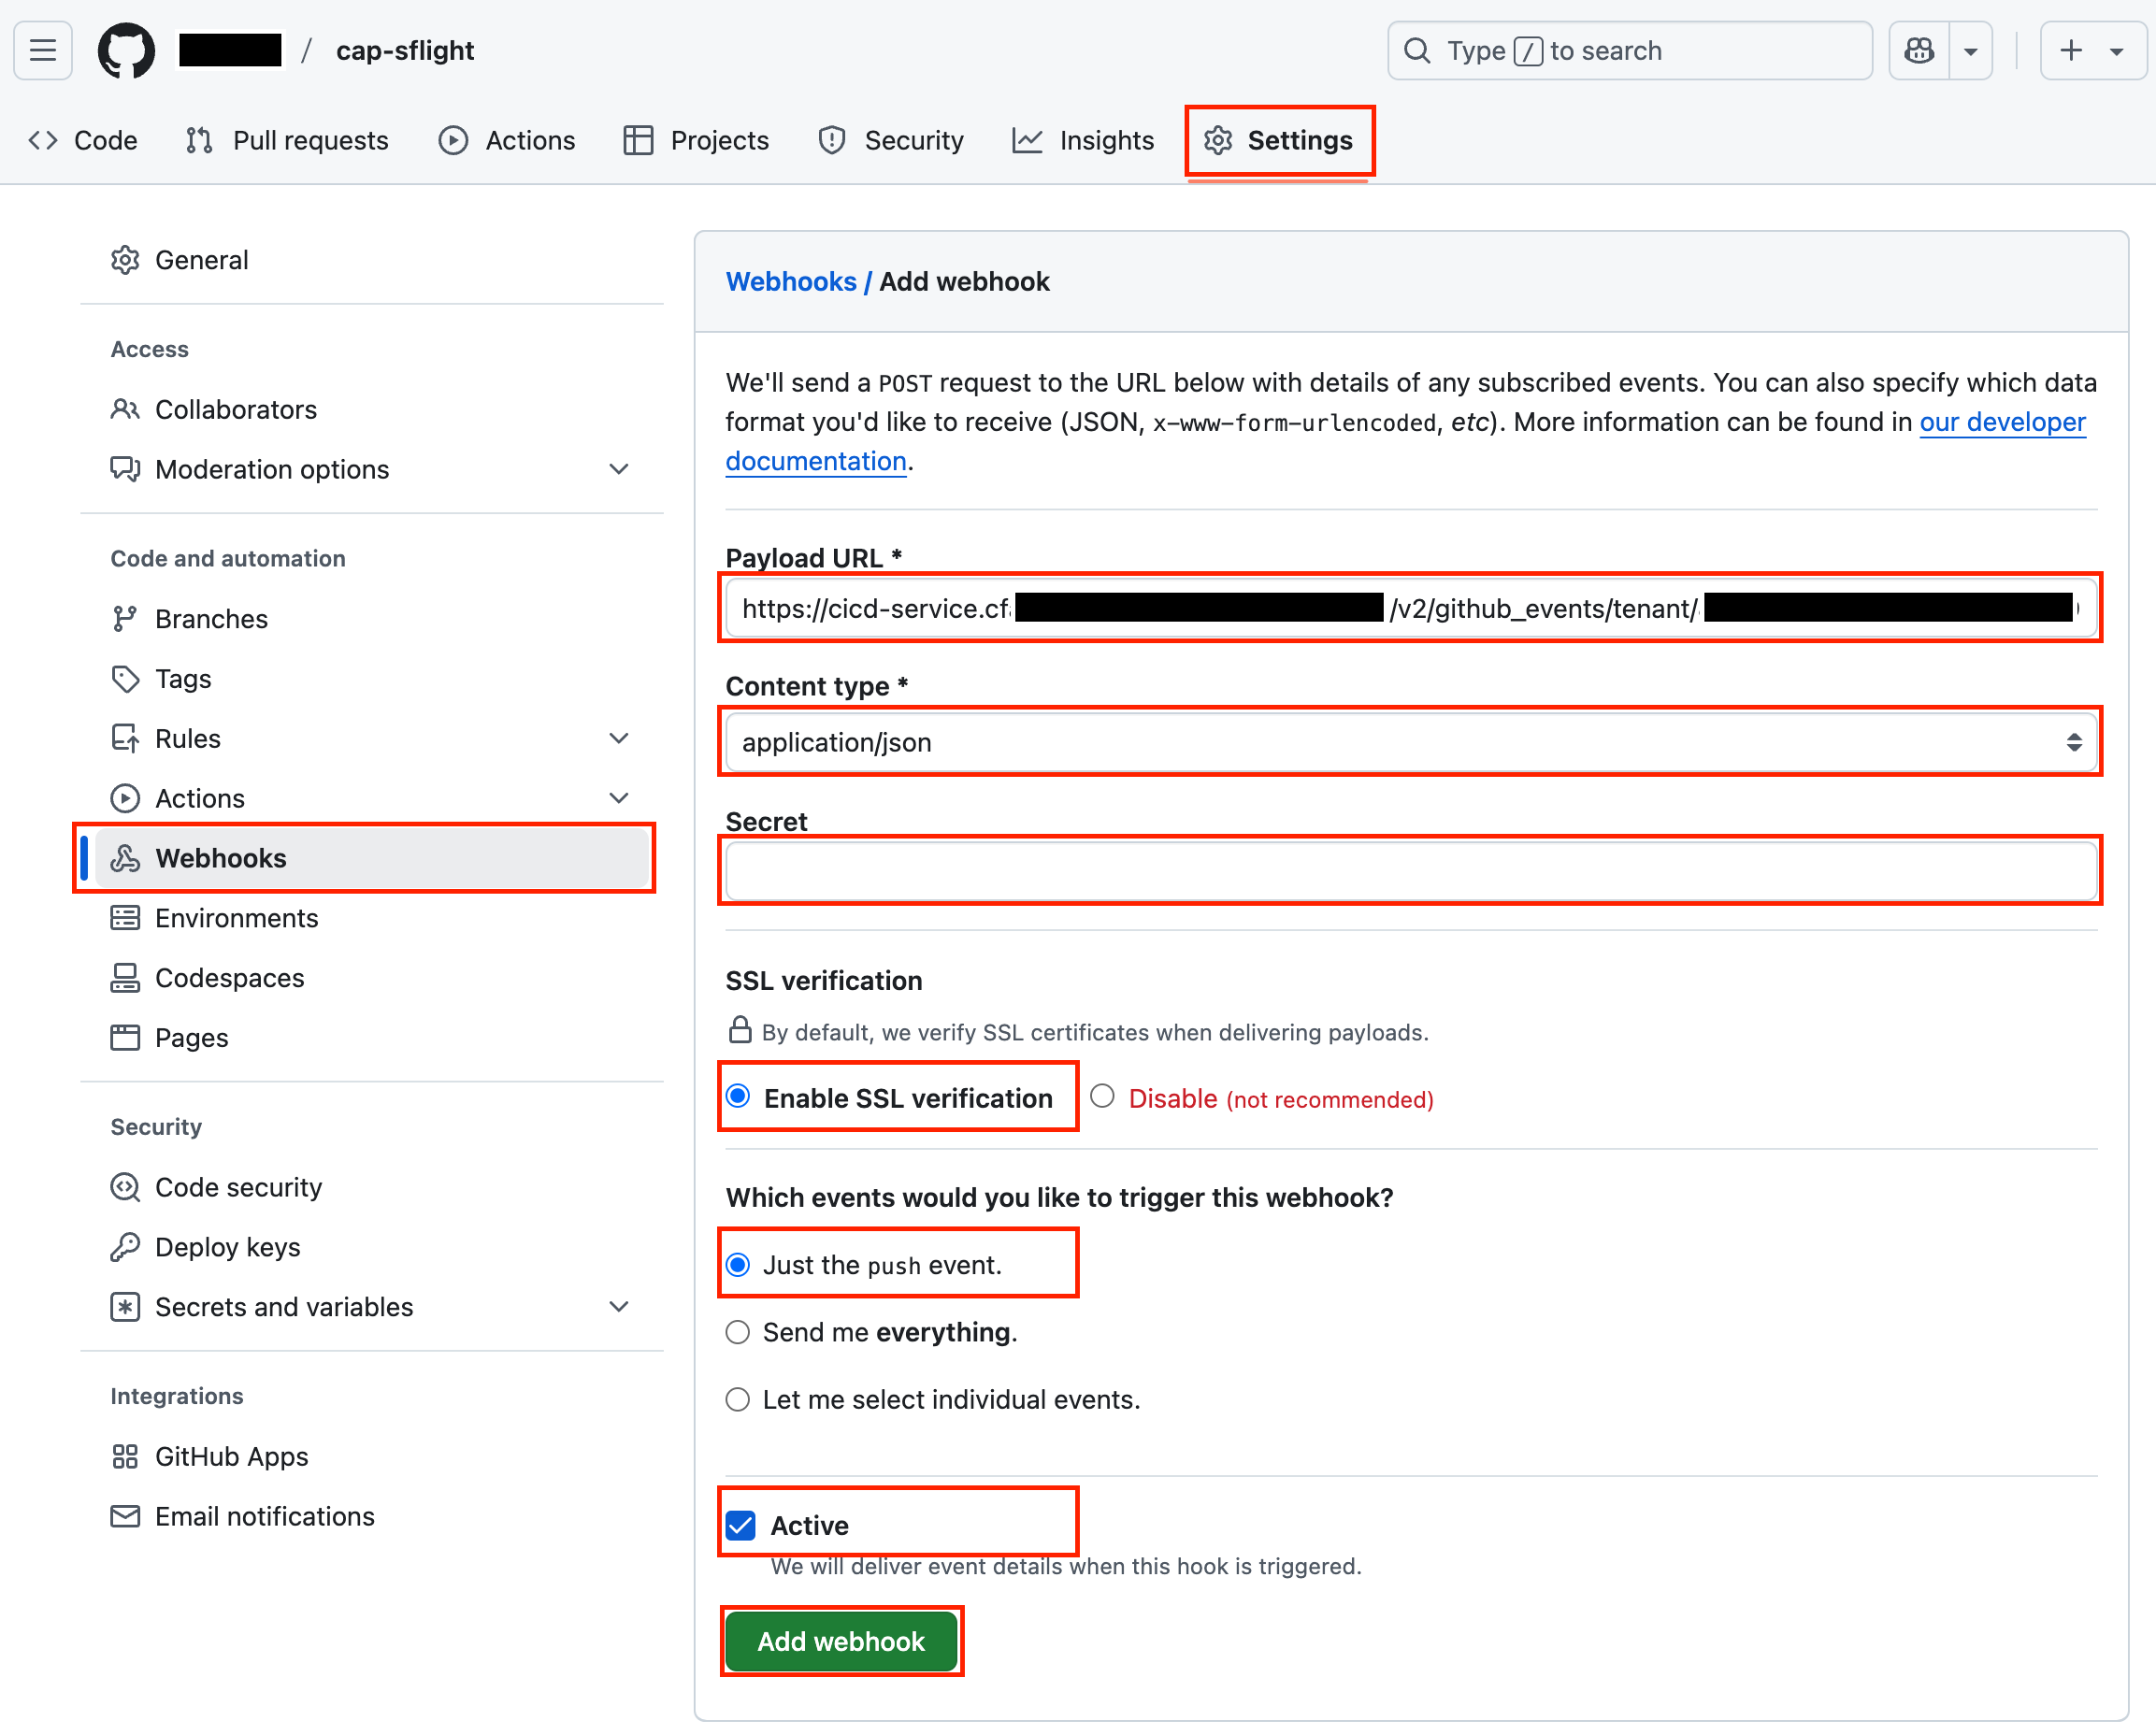 / cap-sflight
Type / to search
Code Pull requests Actions Projects Security Insights Settings
General
Access
Collaborators
Moderation options
Code and automation
Branches
Tags
Rules
Actions
Webhooks
Environments
Codespaces
Pages
Security
Code security
Deploy keys
Secrets and variables
Integrations
GitHub Apps
Email notifications
Webhooks / Add webhook
We'll send a POST request to the URL below with details of any subscribed events. You can also specify which data
format you'd like to receive (JSON, x-www-form-urlencoded, etc). More information can be found in our developer
documentation.
Payload URL *
https://cicd-service.cf /v2/github_events/tenant/
Content type *
application/json
Secret
SSL verification
By default, we verify SSL certificates when delivering payloads.
Enable SSL verification Disable (not recommended)
Which events would you like to trigger this webhook?
Just the push event.
Send me everything.
Let me select individual events.
Active
We will deliver event details when this hook is triggered.
Add webhook